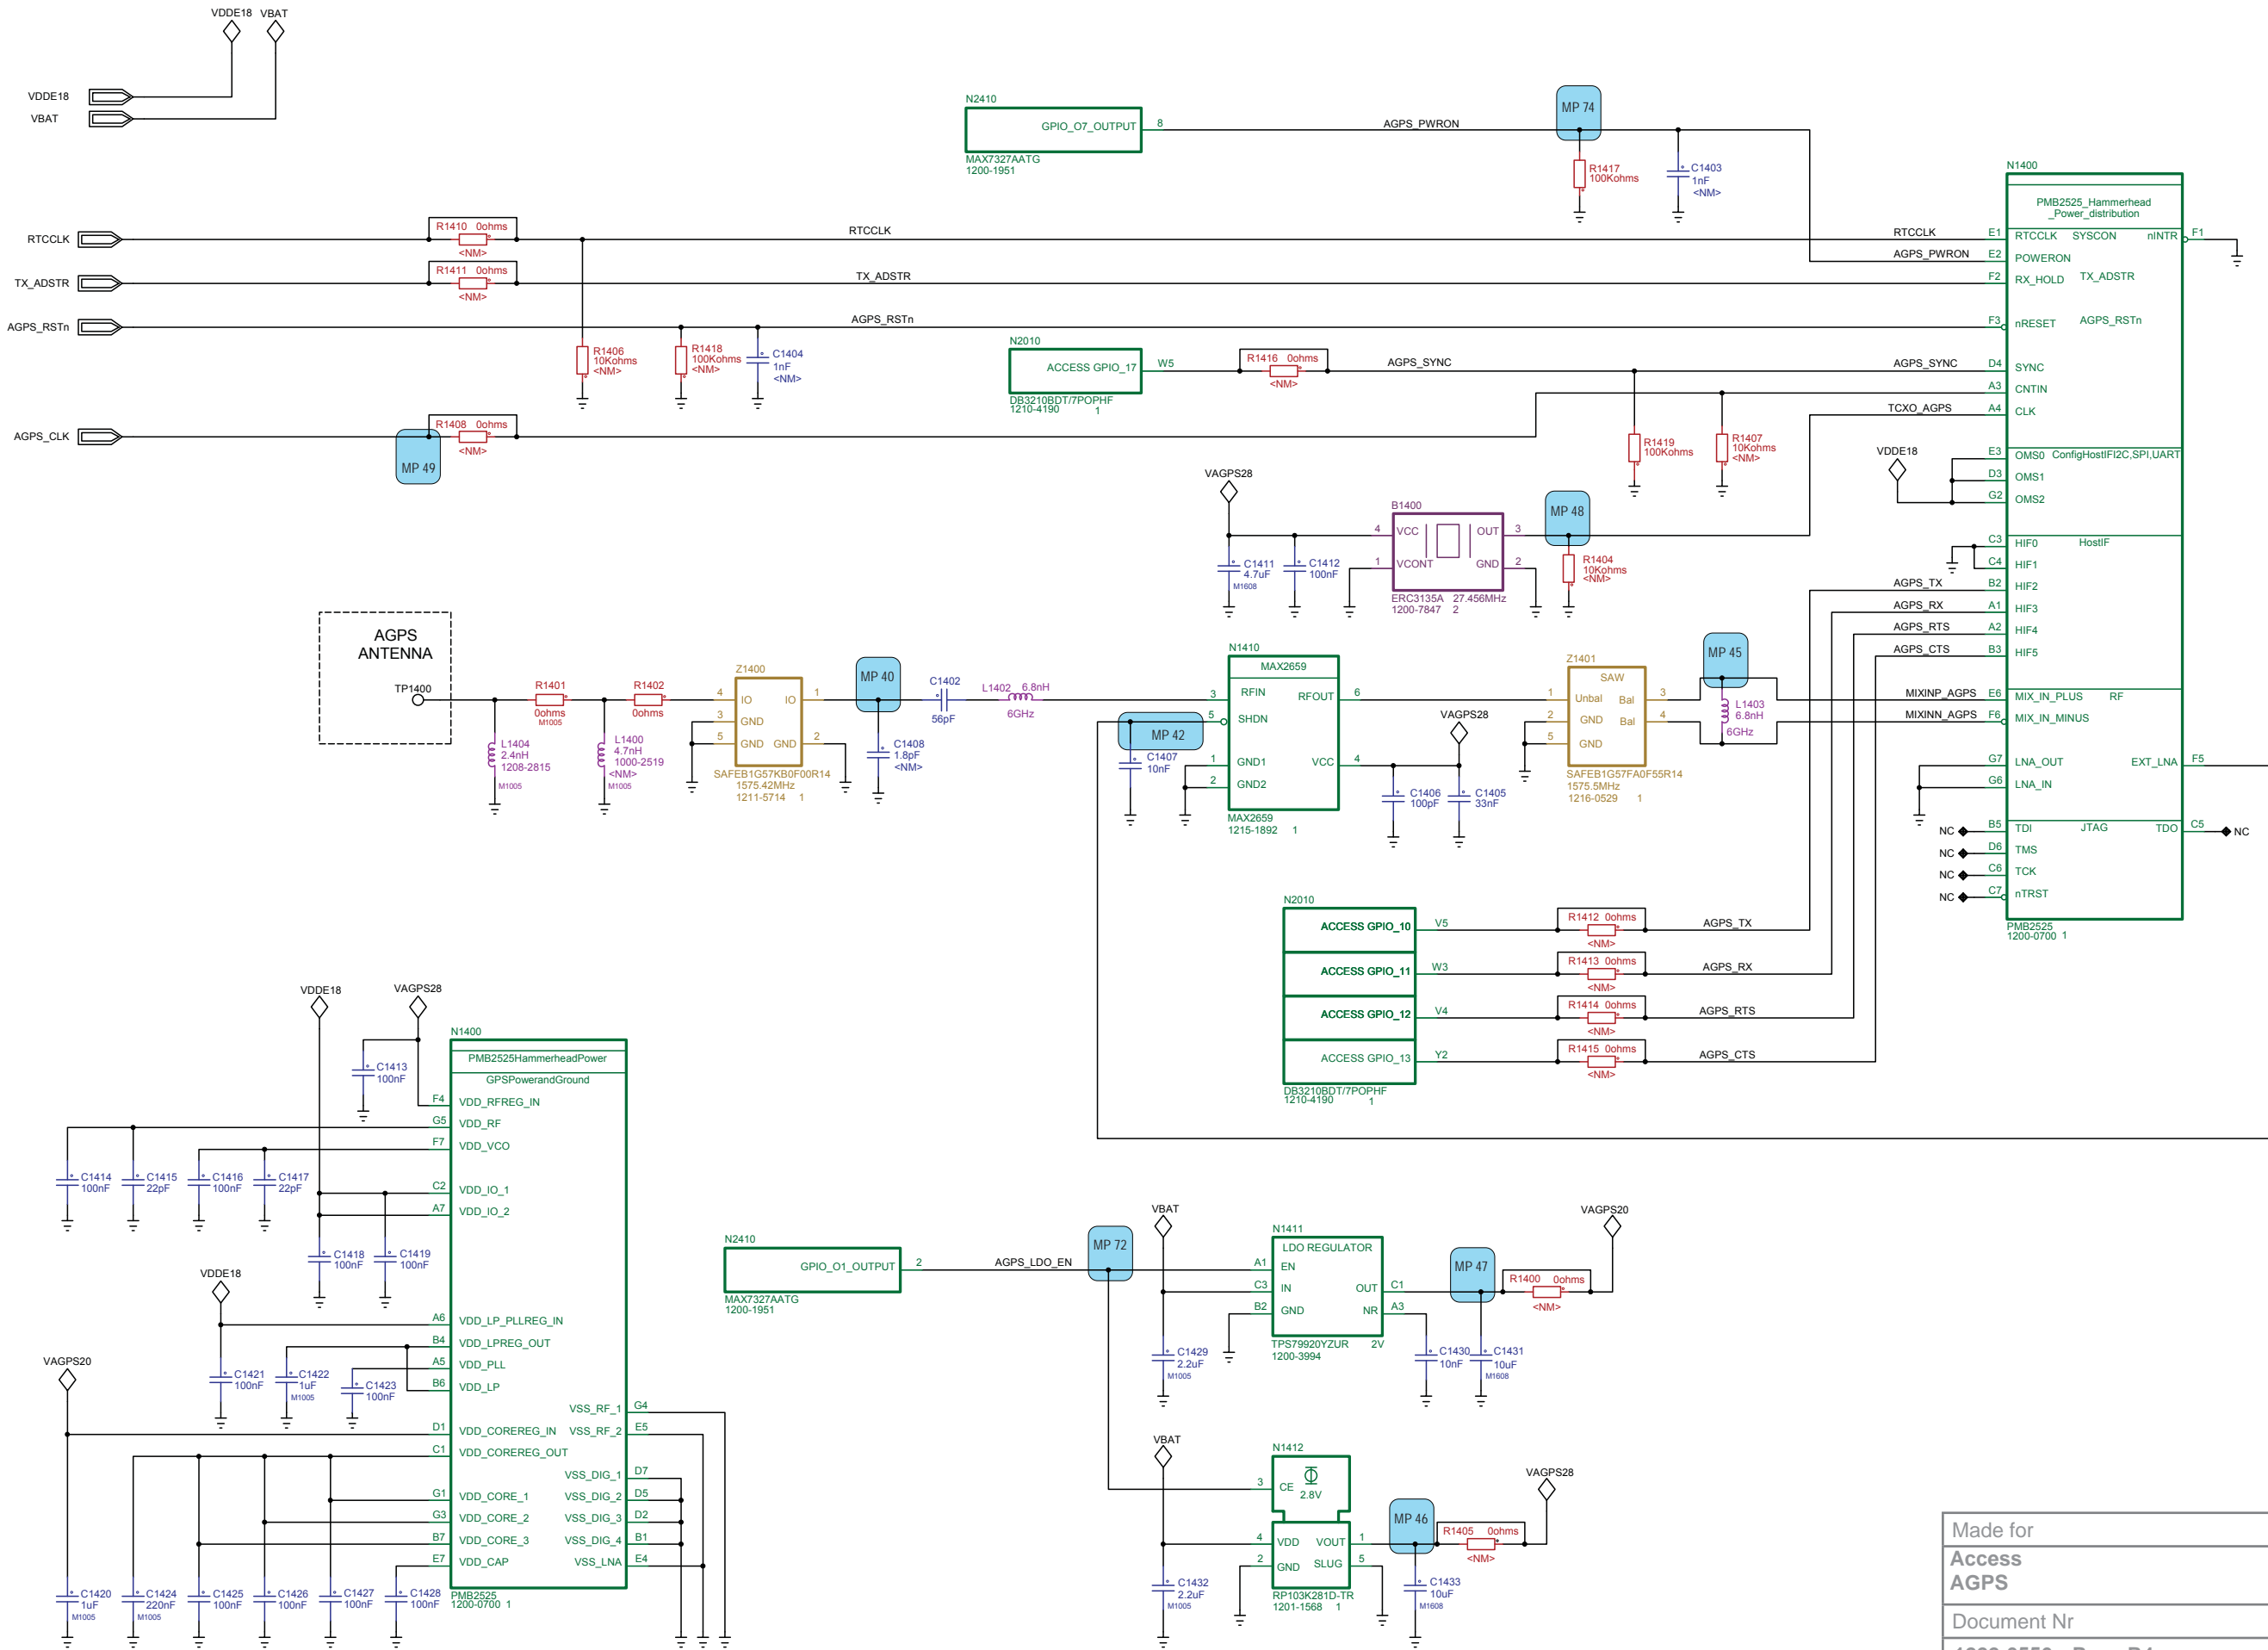 VDDE18 VBAT
VDDE18
VBAT
N2410
GPIO_O7_OUTPUT 8
MAX7327AATG
1200-1951
AGPS_PWRON
MP 74
R1417
100Kohms
C1403
1nF
<NM>
N1400
PMB2525_Hammerhead
_Power_distribution
RTCCLK
R1410 0ohms
<NM>
RTCCLK
RTCCLK E1 RTCCLK SYSCON nINTR F1
AGPS_PWRON E2 POWERON
TX_ADSTR
R1411 0ohms
<NM>
TX_ADSTR
F2 RX_HOLD TX_ADSTR
AGPS_RSTn
AGPS_RSTn
F3 nRESET AGPS_RSTn
R1406
10Kohms
<NM>
R1418
100Kohms
<NM>
C1404
1nF
<NM>
N2010
ACCESS GPIO_17 W5
DB3210BDT/7POPHF
1210-4190 1
R1416 0ohms
<NM>
AGPS_SYNC
AGPS_SYNC D4 SYNC
A3 CNTIN
TCXO_AGPS A4 CLK
AGPS_CLK
MP 49
R1408 0ohms
<NM>
R1419
100Kohms
R1407
10Kohms
<NM>
VDDE18
E3 OMS0 ConfigHostIFI2C,SPI,UART
D3 OMS1
G2 OMS2
VAGPS28
C1411
4.7uF
M1608
C1412
100nF
B1400
4 VCC OUT 3
1 VCONT GND 2
ERC3135A 27.456MHz
1200-7847 2
MP 48
R1404
10Kohms
<NM>
C3 HIF0 HostIF
C4 HIF1
AGPS_TX B2 HIF2
AGPS_RX A1 HIF3
AGPS_RTS A2 HIF4
AGPS_CTS B3 HIF5
AGPS
ANTENNA
TP1400
L1404
2.4nH
1208-2815
M1005
R1401
0ohms
M1005
L1400
4.7nH
1000-2519
<NM>
M1005
R1402
0ohms
Z1400
4 IO IO 1
3 GND
5 GND GND 2
SAFEB1G57KB0F00R14
1575.42MHz
1211-5714 1
MP 40
C1408
1.8pF
<NM>
C1402
56pF
L1402 6.8nH
6GHz
MP 42
C1407
10nF
N1410
MAX2659
3 RFIN RFOUT 6
5 SHDN
1 GND1 VCC 4
2 GND2
MAX2659
1215-1892 1
VAGPS28
C1406
100pF
C1405
33nF
Z1401
SAW
1 Unbal Bal 3
2 GND Bal 4
5 GND
SAFEB1G57FA0F55R14
1575.5MHz
1216-0529 1
MP 45
L1403
6.8nH
6GHz
MIXINP_AGPS E6 MIX_IN_PLUS RF
MIXINN_AGPS F6 MIX_IN_MINUS
G7 LNA_OUT EXT_LNA F5
G6 LNA_IN
NC B5 TDI JTAG TDO C5 NC
NC D6 TMS
NC C6 TCK
NC C7 nTRST
PMB2525
1200-0700 1
N2010
ACCESS GPIO_10 V5
ACCESS GPIO_11 W3
ACCESS GPIO_12 V4
ACCESS GPIO_13 Y2
DB3210BDT/7POPHF
1210-4190 1
R1412 0ohms
<NM>
AGPS_TX
R1413 0ohms
<NM>
AGPS_RX
R1414 0ohms
<NM>
AGPS_RTS
R1415 0ohms
<NM>
AGPS_CTS
VDDE18
VAGPS28
C1413
100nF
N1400
PMB2525HammerheadPower
GPSPowerandGround
F4 VDD_RFREG_IN
G5 VDD_RF
F7 VDD_VCO
C2 VDD_IO_1
A7 VDD_IO_2
A6 VDD_LP_PLLREG_IN
B4 VDD_LPREG_OUT
A5 VDD_PLL
B6 VDD_LP
VSS_RF_1 G4
D1 VDD_COREREG_IN VSS_RF_2 E5
C1 VDD_COREREG_OUT
VSS_DIG_1 D7
G1 VDD_CORE_1 VSS_DIG_2 D5
G3 VDD_CORE_2 VSS_DIG_3 D2
B7 VDD_CORE_3 VSS_DIG_4 B1
E7 VDD_CAP VSS_LNA E4
PMB2525
1200-0700 1
C1414
100nF
C1415
22pF
C1416
100nF
C1417
22pF
C1418
100nF
C1419
100nF
VDDE18
C1421
100nF
C1422
1uF
M1005
C1423
100nF
VAGPS20
C1420
1uF
M1005
C1424
220nF
M1005
C1425
100nF
C1426
100nF
C1427
100nF
C1428
100nF
N2410
GPIO_O1_OUTPUT 2
MAX7327AATG
1200-1951
AGPS_LDO_EN
MP 72
VBAT
C1429
2.2uF
M1005
N1411
LDO REGULATOR
A1 EN
C3 IN OUT C1
B2 GND NR A3
TPS79920YZUR 2V
1200-3994
MP 47
C1430
10nF
C1431
10uF
M1608
R1400 0ohms
<NM>
VAGPS20
VBAT
C1432
2.2uF
M1005
N1412
3 CE
2.8V
4 VDD VOUT 1
2 GND SLUG 5
RP103K281D-TR
1201-1568 1
MP 46
C1433
10uF
M1608
R1405 0ohms
<NM>
VAGPS28
Made for
Access
AGPS
Document Nr